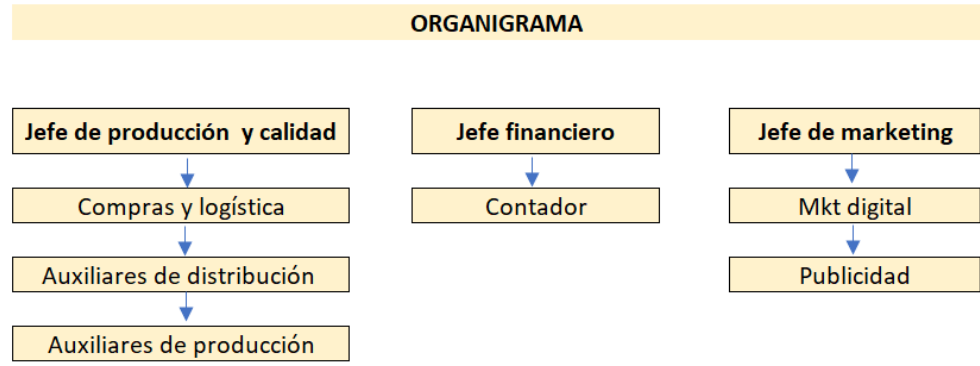 ORGANIGRAMA
Jefe de producción y calidad
Compras y logística
Auxiliares de distribución
Auxiliares de producción
Jefe financiero
Contador
Jefe de marketing
Mkt digital
Publicidad